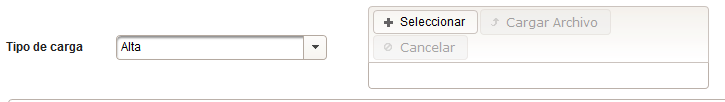 Tipo de carga
Alta
Seleccionar
Cargar Archivo
Cancelar